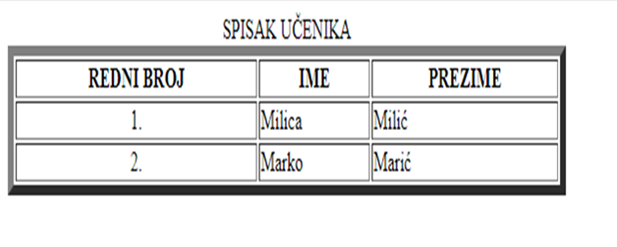 SPISAK UČENIKA
REDNI BROJ IME PREZIME
1. Milica Milić
2. Marko Marić